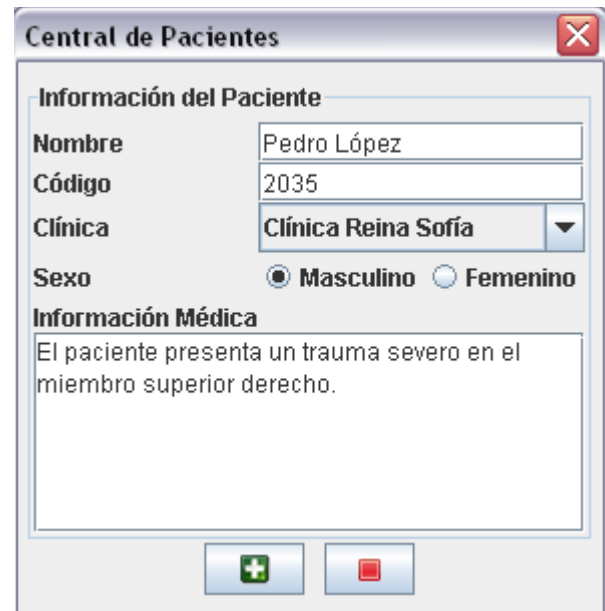 Central de Pacientes
Información del Paciente
Nombre Pedro López
Código 2035
Clínica Clínica Reina Sofía
Sexo Masculino Femenino
Información Médica
El paciente presenta un trauma severo en el
miembro superior derecho.